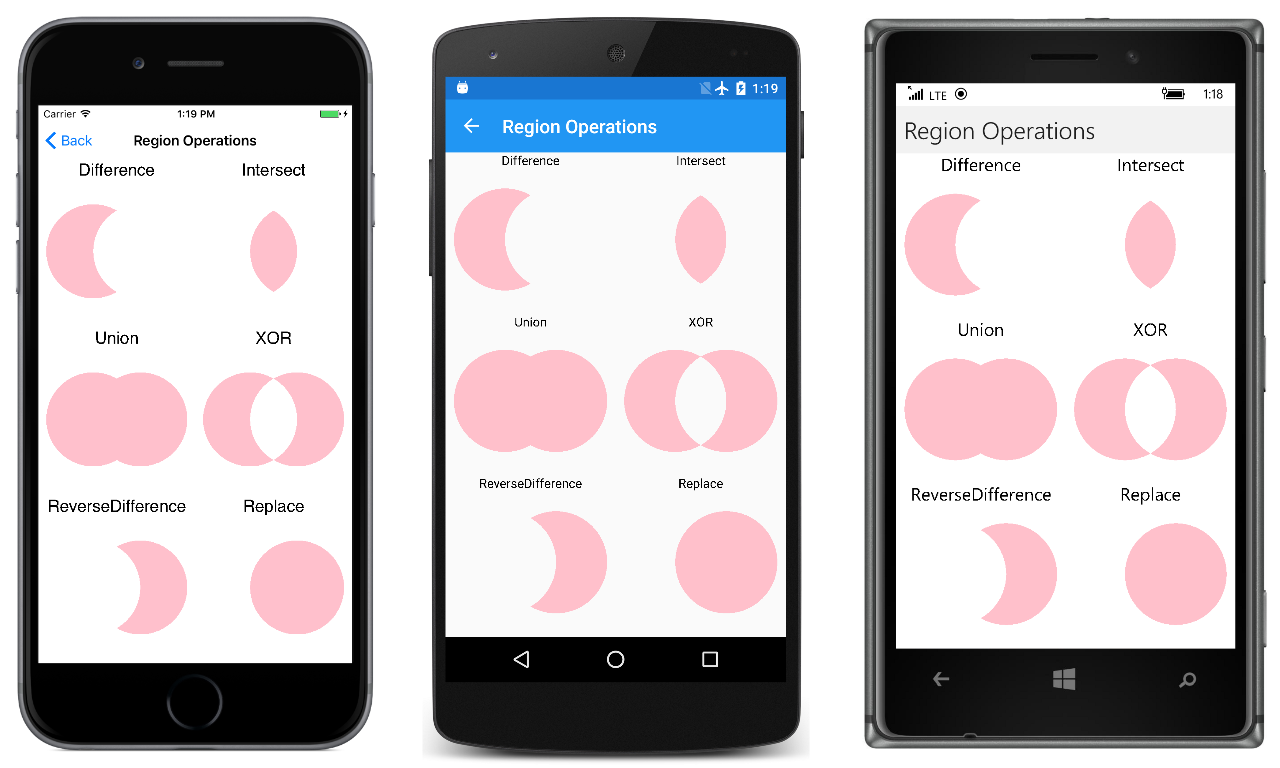 Carrier 1:19 PM
Back Region Operations
Difference Intersect
Union XOR
ReverseDifference Replace
1:19
Region Operations
Difference Intersect
Union XOR
ReverseDifference Replace
LTE 1:18
Region Operations
Difference Intersect
Union XOR
ReverseDifference Replace